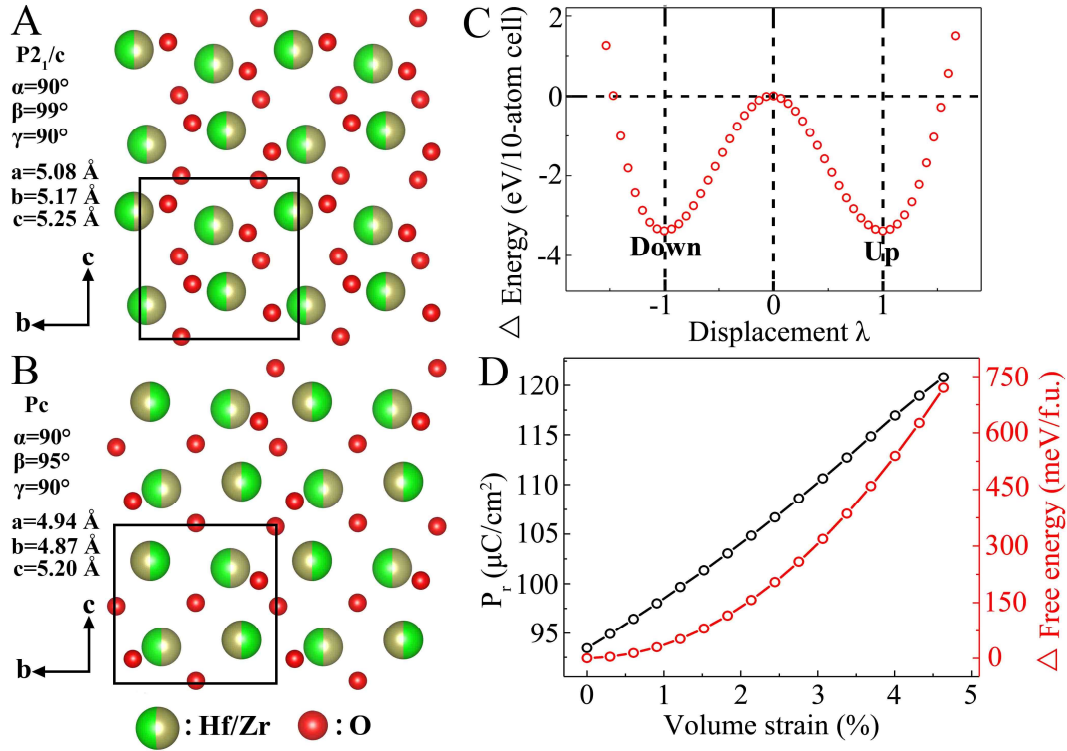 A
P2₁/c
α=90°
β=99°
γ=90°
a=5.08 Å
b=5.17 Å
c=5.25 Å
c
b
B
Pc
α=90°
β=95°
γ=90°
a=4.94 Å
b=4.87 Å
c=5.20 Å
c
b
: Hf/Zr : O
C
2
0
-2
-4
△ Energy (eV/10-atom cell)
Down
Up
-1 0 1
Displacement λ
D
120
115
110
105
100
95
Pᵣ (μC/cm²)
750
600
450
300
150
0
△ Free energy (meV/f.u.)
0 1 2 3 4 5
Volume strain (%)